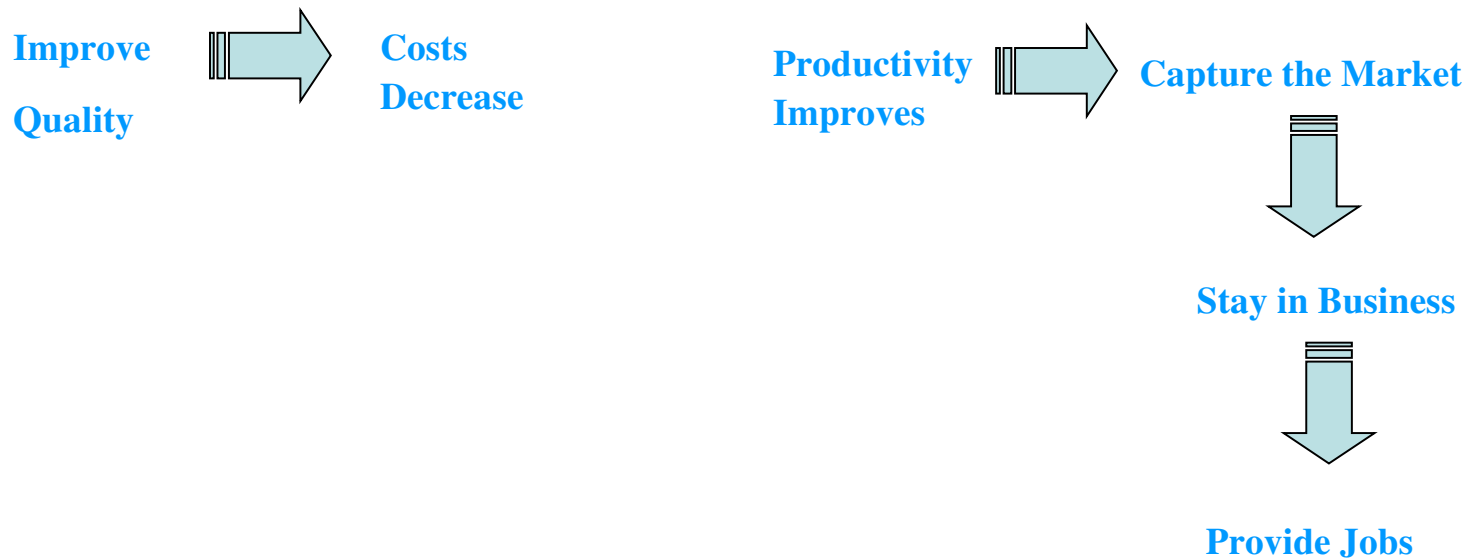 Improve
Quality
Costs
Decrease
Productivity
Improves
Capture the Market
Stay in Business
Provide Jobs